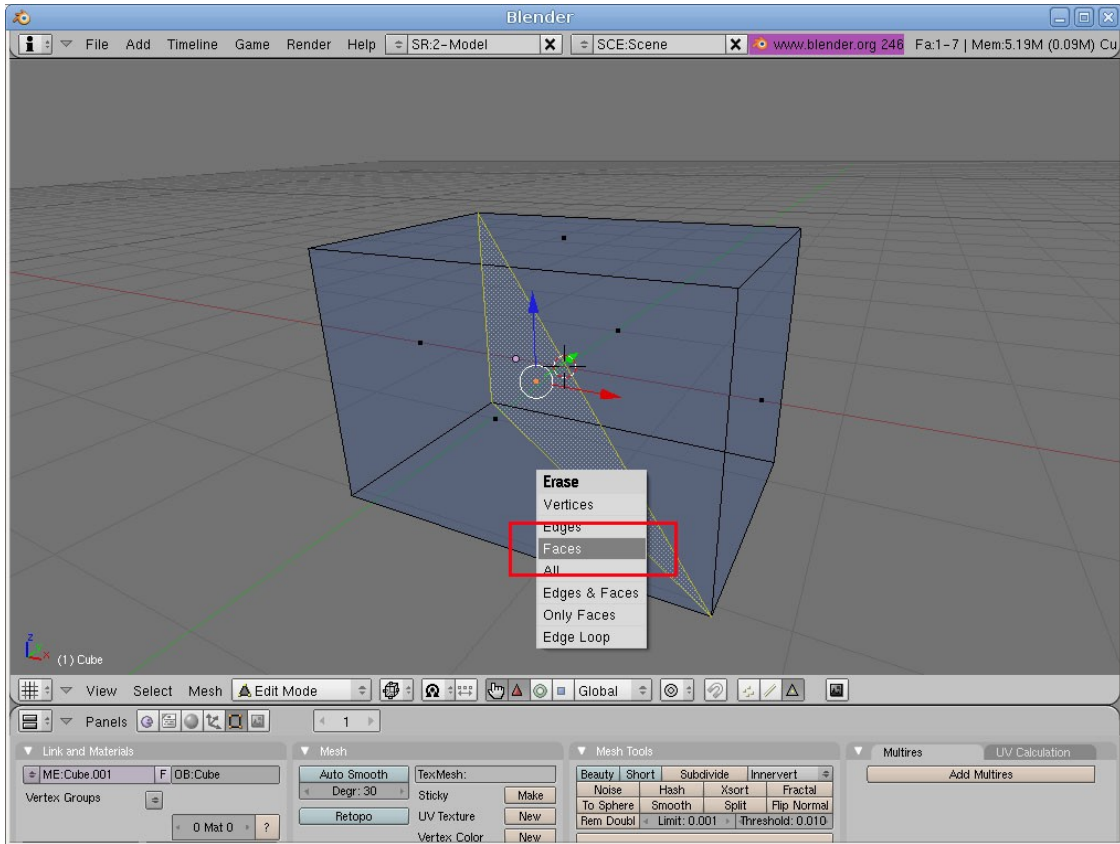 Blender
File Add Timeline Game Render Help SR:2-Model X SCE:Scene X www.blender.org 246 Fa:1-7 | Mem:5.19M (0.09M) Cu
Erase
Vertices
Edges
Faces
All
Edges & Faces
Only Faces
Edge Loop
z
x
(1) Cube
View Select Mesh Edit Mode Global
Panels 1
Link and Materials Mesh Mesh Tools Multires UV Calculation
ME:Cube.001 F OB:Cube Auto Smooth TexMesh: Beauty Short Subdivide Innervert Add Multires
Vertex Groups Degr: 30 Sticky Make Noise Hash Xsort Fractal
To Sphere Smooth Split Flip Normal
0 Mat 0 ? Retopo UV Texture New Rem Doubl Limit: 0.001 Threshold: 0.010
Vertex Color New